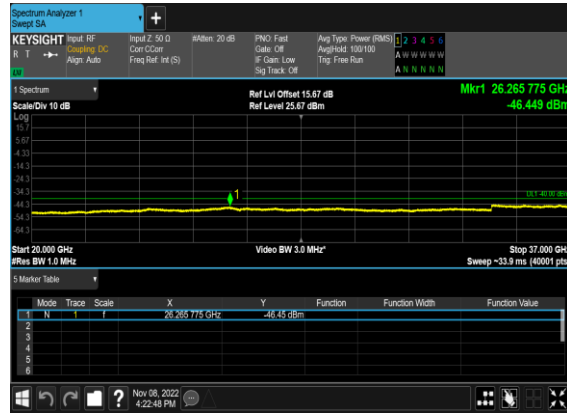 Spectrum Analyzer 1
Swept SA
+
KEYSIGHT Input: RF Input Z: 50 Ω #Atten: 20 dB PNO: Fast Avg Type: Power (RMS) 1 2 3 4 5 6
R T Coupling: DC Corr CCorr Gate: Off Avg|Hold: 100/100 A W W W W W
Align: Auto Freq Ref: Int (S) IF Gain: Low Trig: Free Run
Sig Track: Off A N N N N N
1 Spectrum Ref Lvl Offset 15.67 dB Mkr1 26.265 775 GHz
Scale/Div 10 dB Ref Level 25.67 dBm -46.449 dBm
Log
15.7
5.67
-4.33
-14.3
-24.3
-34.3
1
DL1 -40.00 dBm
-44.3
-54.3
-64.3
Start 20.000 GHz Video BW 3.0 MHz* Stop 37.000 GHz
#Res BW 1.0 MHz Sweep ~33.9 ms (40001 pts)
5 Marker Table
Mode Trace Scale X Y Function Function Width Function Value
1 N 1 f 26.265 775 GHz -46.45 dBm
2
3
4
5
6
? Nov 08, 2022
4:22:48 PM